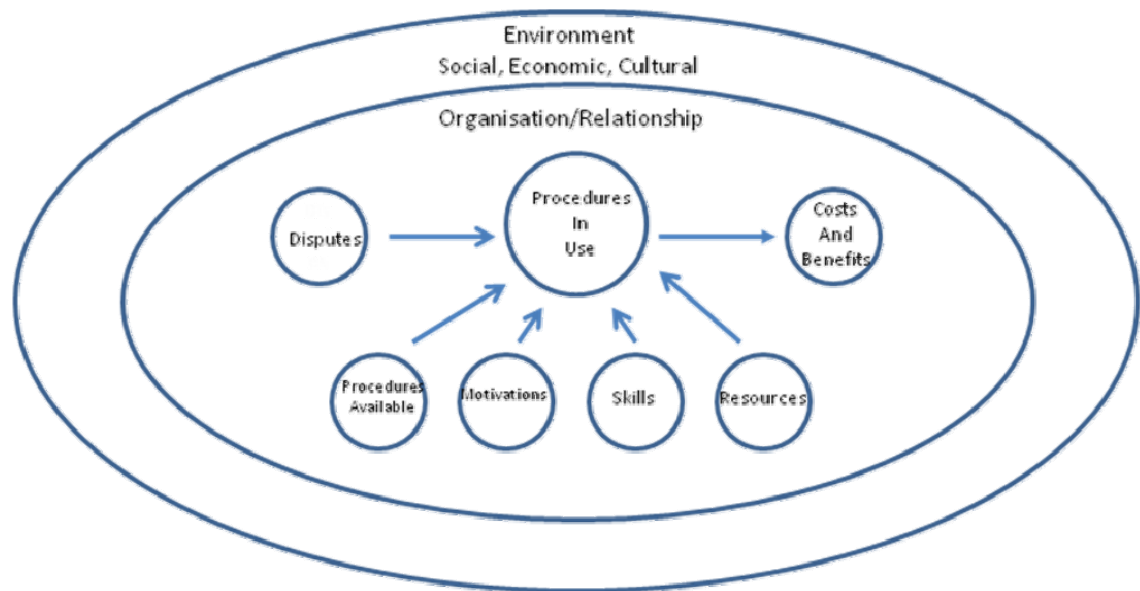 Environment
Social, Economic, Cultural
Organisation/Relationship
Procedures
In
Use
Disputes
Costs
And
Benefits
Procedures
Available
Motivations
Skills
Resources